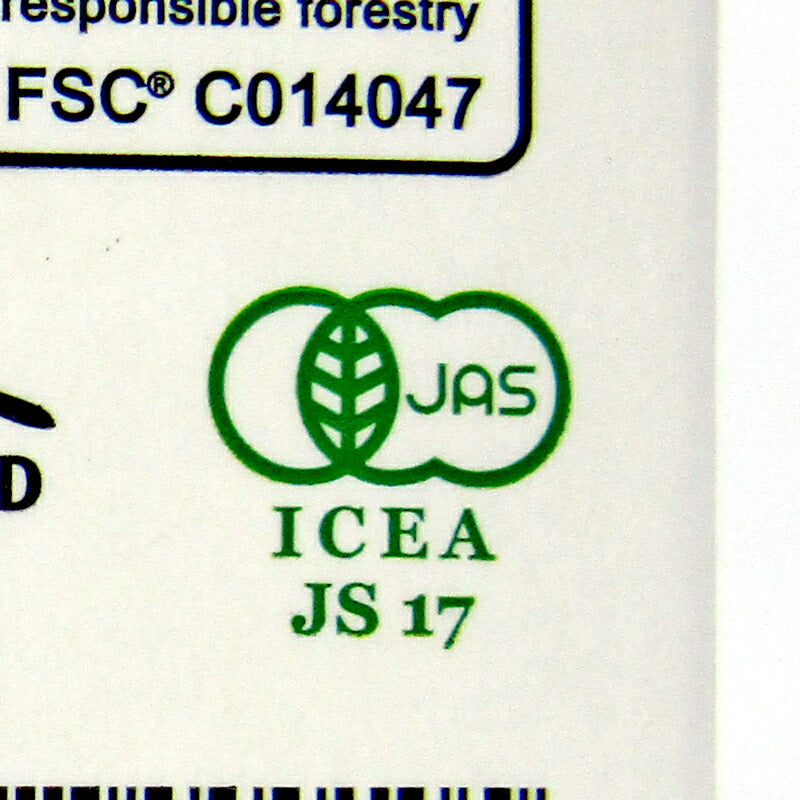 responsible forestry
FSC® C014047
D
JAS
ICEA
JS 17